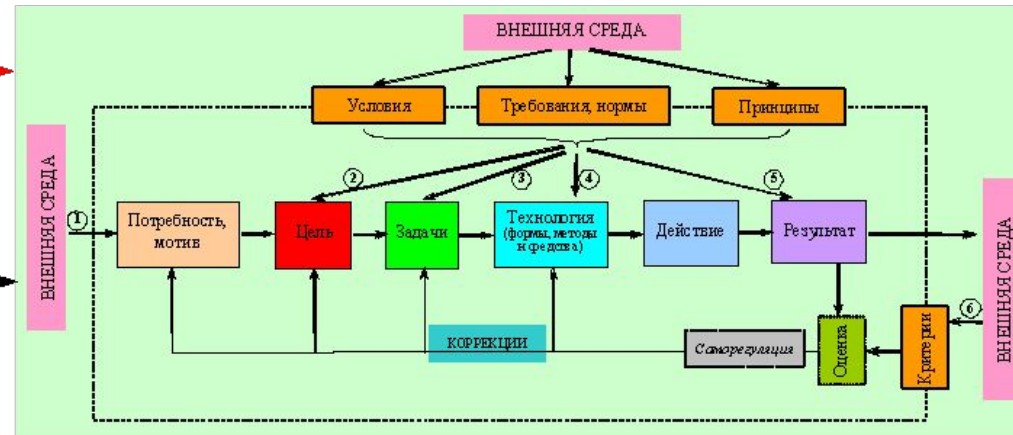 ВНЕШНЯЯ СРЕДА
Условия
Требования, нормы
Принципы
ВНЕШНЯЯ СРЕДА
1
2
3
4
5
Потребность,
мотив
Цель
Задачи
Технология
(формы, методы
и средства)
Действие
Результат
ВНЕШНЯЯ СРЕДА
6
КОРРЕКЦИИ
Саморегуляция
Оценка
Критерии